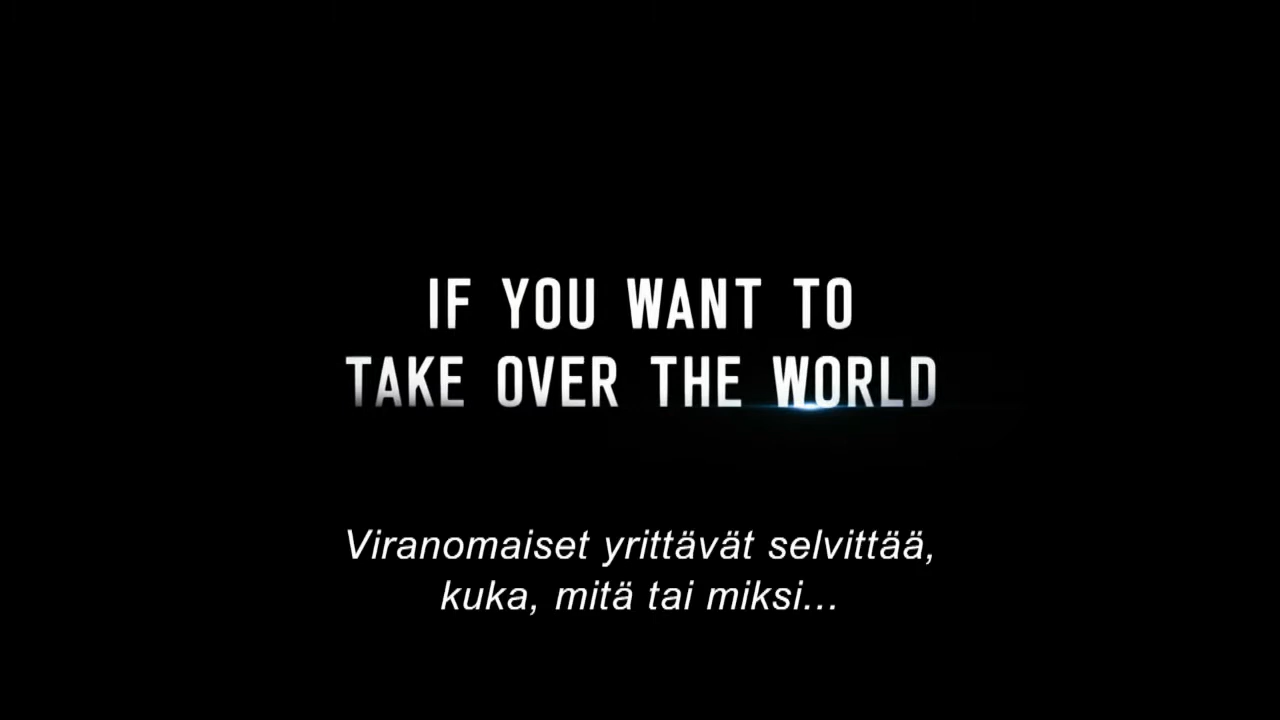 IF YOU WANT TO
TAKE OVER THE WORLD
Viranomaiset yrittävät selvittää,
kuka, mitä tai miksi...